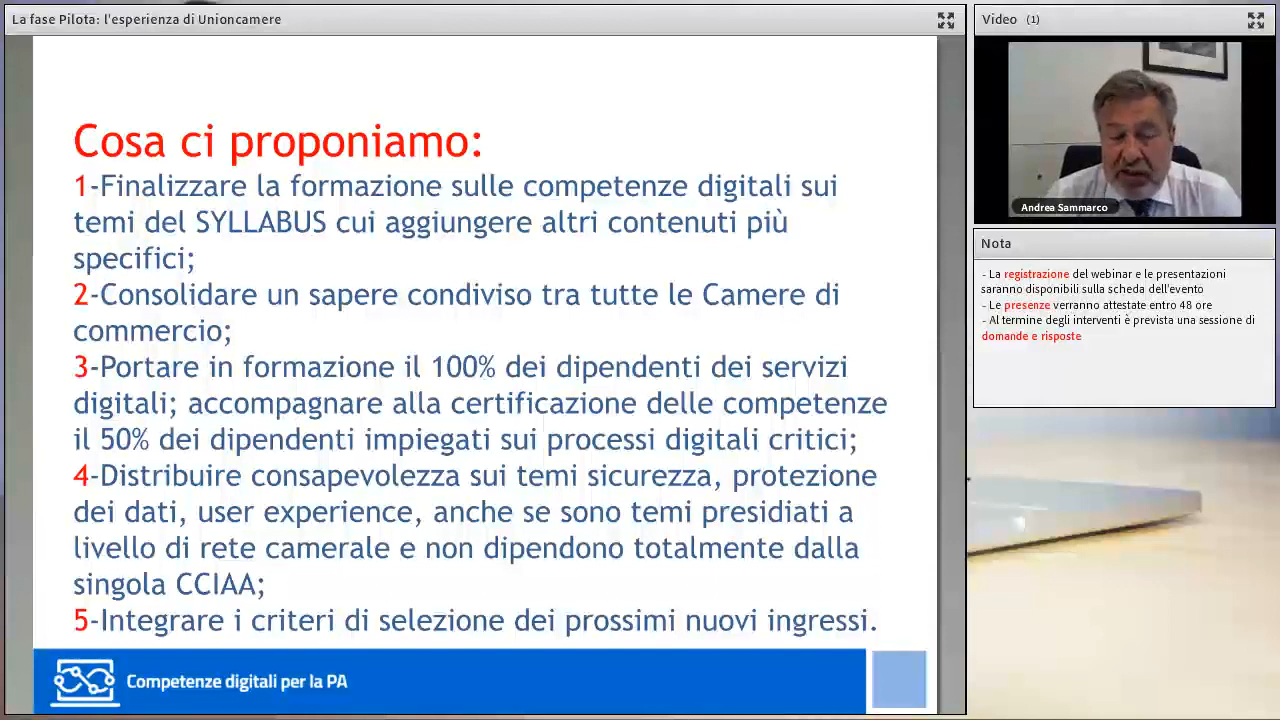 La fase Pilota: l'esperienza di Unioncamere
Cosa ci proponiamo:
1-Finalizzare la formazione sulle competenze digitali sui
temi del SYLLABUS cui aggiungere altri contenuti più
specifici;
2-Consolidare un sapere condiviso tra tutte le Camere di
commercio;
3-Portare in formazione il 100% dei dipendenti dei servizi
digitali; accompagnare alla certificazione delle competenze
il 50% dei dipendenti impiegati sui processi digitali critici;
4-Distribuire consapevolezza sui temi sicurezza, protezione
dei dati, user experience, anche se sono temi presidiati a
livello di rete camerale e non dipendono totalmente dalla
singola CCIAA;
5-Integrare i criteri di selezione dei prossimi nuovi ingressi.
Competenze digitali per la PA
Video (1)
Andrea Sammarco
Nota
- La registrazione del webinar e le presentazioni
saranno disponibili sulla scheda dell'evento
- Le presenze verranno attestate entro 48 ore
- Al termine degli interventi è prevista una sessione di
domande e risposte